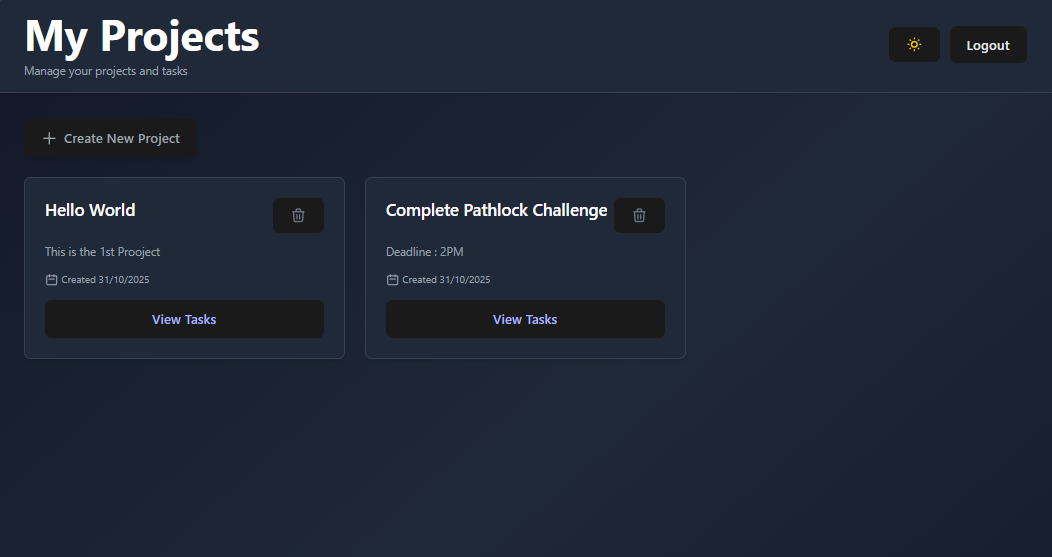 My Projects
Manage your projects and tasks
Logout
Create New Project
Hello World
This is the 1st Prooject
Created 31/10/2025
View Tasks
Complete Pathlock Challenge
Deadline : 2PM
Created 31/10/2025
View Tasks